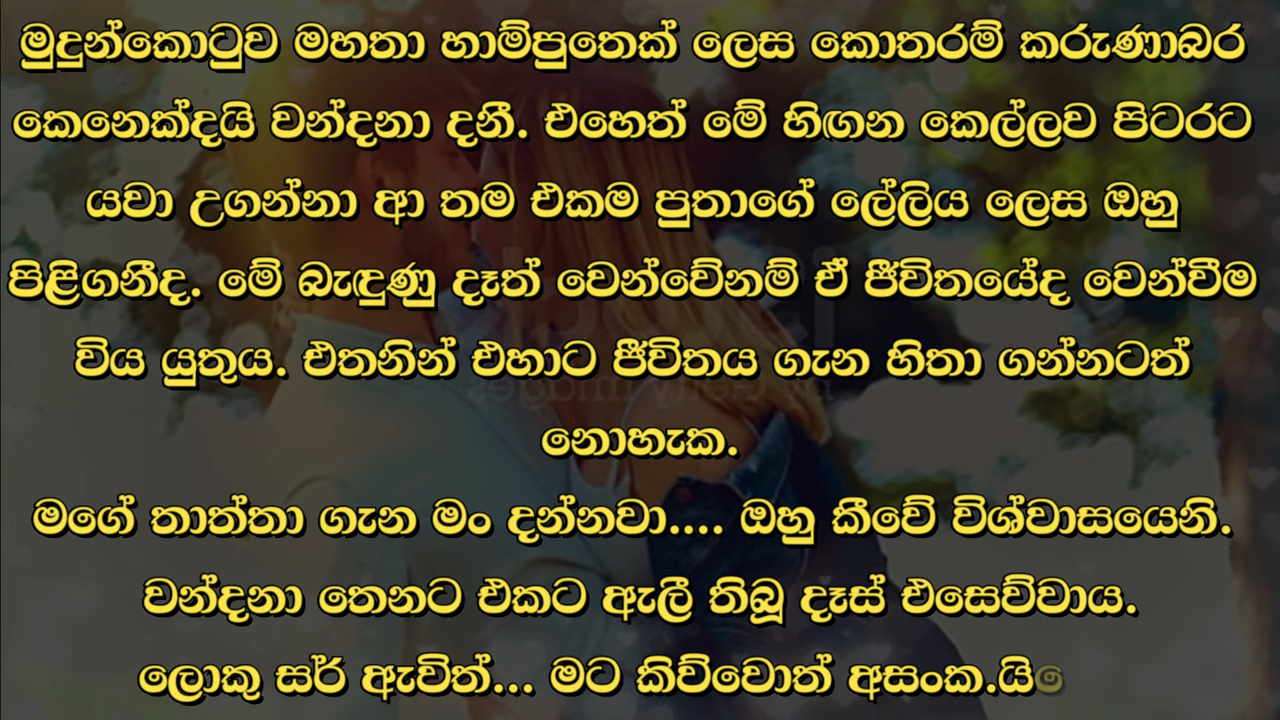 මුදුන්කොටුව මහතා හාම්පුතෙක් ලෙස කොතරම් කරුණාබර
කෙනෙක්දයි වන්දනා දනී. එහෙත් මේ හිඟන කෙල්ලව පිටරට
යවා උගන්නා ආ තම එකම පුතාගේ ලේලිය ලෙස ඔහු
පිළිගනීද. මේ බැඳුණු දෑත් වෙන්වේනම් ඒ ජීවිතයේද වෙන්වීම
විය යුතුය. එතනින් එහාට ජීවිතය ගැන හිතා ගන්නටත්
නොහැක.
මගේ තාත්තා ගැන මං දන්නවා.... ඔහු කීවේ විශ්වාසයෙනි.
වන්දනා තෙනට එකට ඇලී තිබූ දෑස් එසෙව්වාය.
ලොකු සර් ඇවිත්... මට කිව්වොත් අසංක.යි